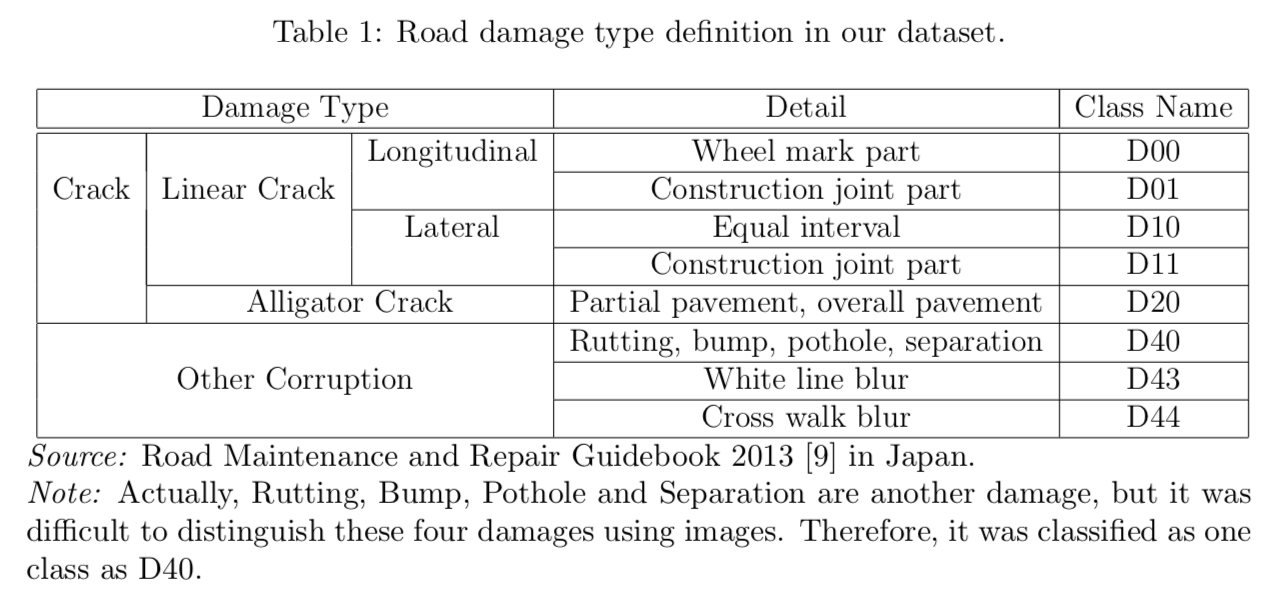 Table 1: Road damage type definition in our dataset.
Damage Type Detail Class Name
Crack Linear Crack Longitudinal Wheel mark part D00
Construction joint part D01
Lateral Equal interval D10
Construction joint part D11
Alligator Crack Partial pavement, overall pavement D20
Other Corruption Rutting, bump, pothole, separation D40
White line blur D43
Cross walk blur D44
Source: Road Maintenance and Repair Guidebook 2013 [9] in Japan.
Note: Actually, Rutting, Bump, Pothole and Separation are another damage, but it was
difficult to distinguish these four damages using images. Therefore, it was classified as one
class as D40.